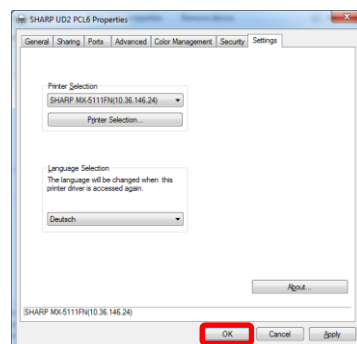 SHARP UD2 PCL6 Properties
General Sharing Ports Advanced Color Management Security Settings
Printer Selection
SHARP MX-5111FN(10.36.146.24)
Printer Selection...
Language Selection
The language will be changed when this
printer driver is accessed again.
Deutsch
About...
SHARP MX-5111FN(10.36.146.24)
OK Cancel Apply